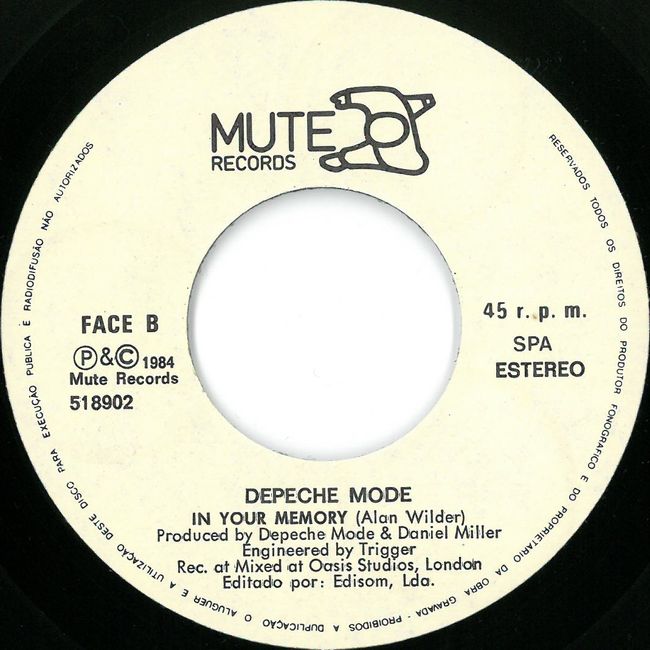 MUTE
RECORDS
RESERVADOS TODOS OS DIREITOS DO PRODUTOR FONOGRAFICO E DO PROPRIETARIO DA OBRA GRAVADA - PROIBIDOS A DUPLICAÇAO O ALUGUER E A UTILIZAÇAO DESTE DISCO PARA EXECUÇAO PUBLICA E RADIODIFUSÃO NÃO AUTORIZADOS
FACE B
Ⓟ&© 1984
Mute Records
518902
45 r. p. m.
SPA
ESTEREO
DEPECHE MODE
IN YOUR MEMORY (Alan Wilder)
Produced by Depeche Mode & Daniel Miller
Engineered by Trigger
Rec. at Mixed at Oasis Studios, London
Editado por: Edisom, Lda.